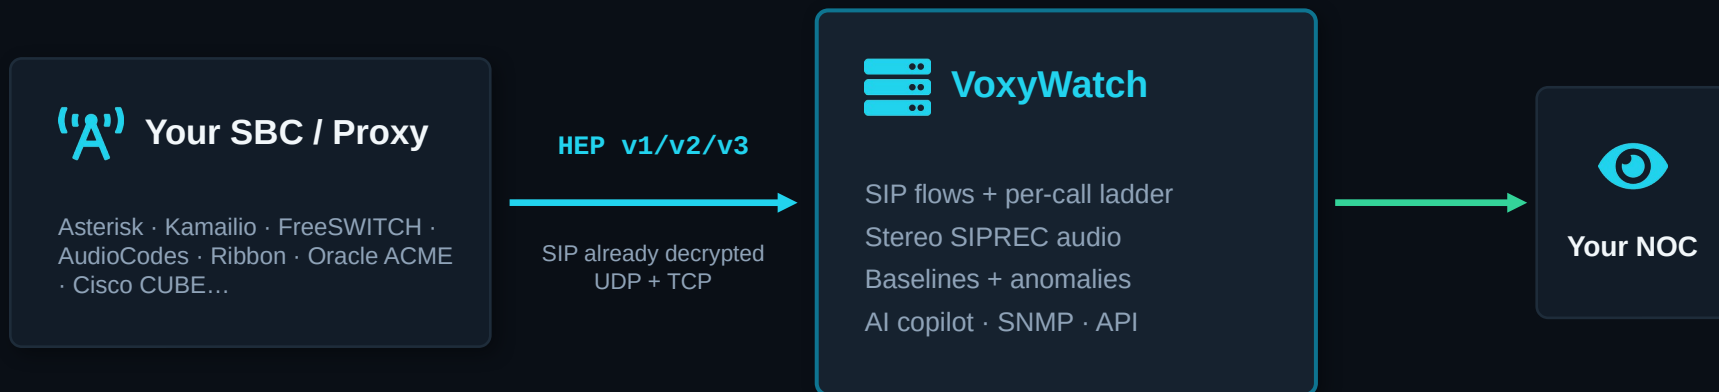 Your SBC / Proxy
Asterisk · Kamailio · FreeSWITCH ·
AudioCodes · Ribbon · Oracle ACME
· Cisco CUBE…
HEP v1/v2/v3
SIP already decrypted
UDP + TCP
VoxyWatch
SIP flows + per-call ladder
Stereo SIPREC audio
Baselines + anomalies
AI copilot · SNMP · API
Your NOC